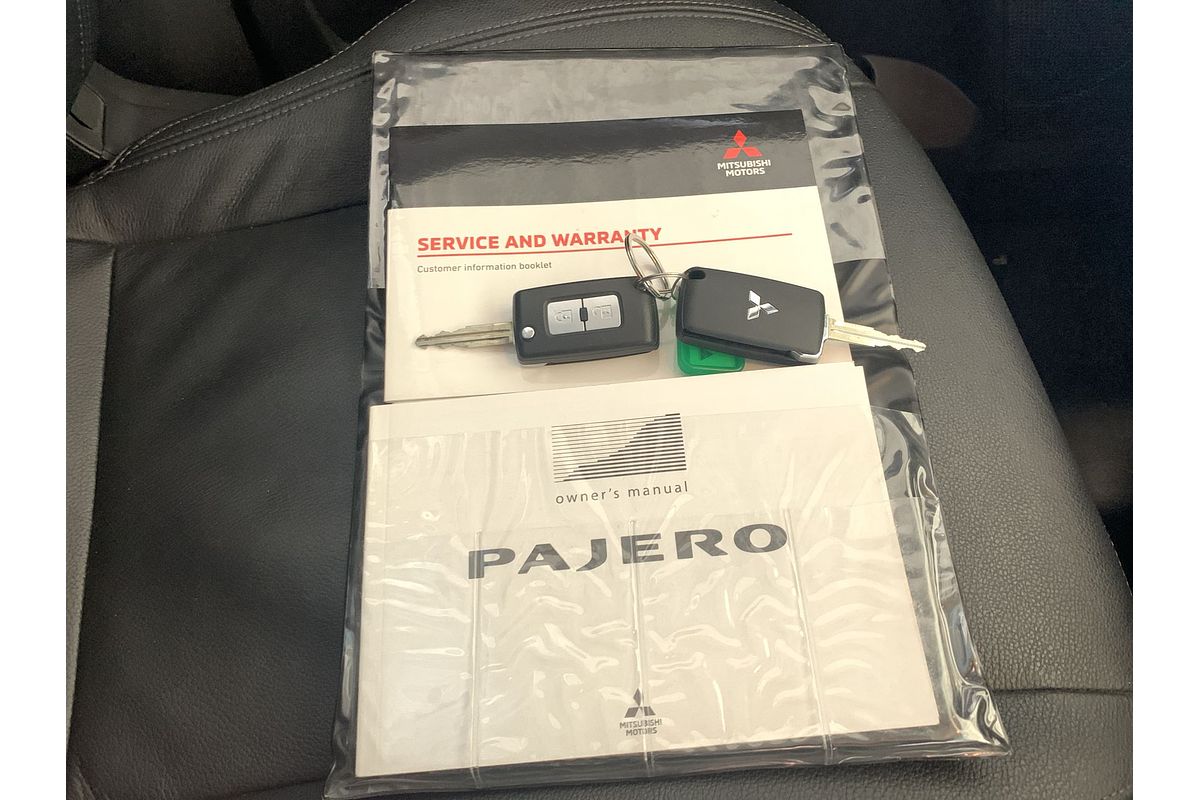 MITSUBISHI
MOTORS
SERVICE AND WARRANTY
Customer information booklet
owner's manual
PAJERO
MITSUBISHI
MOTORS